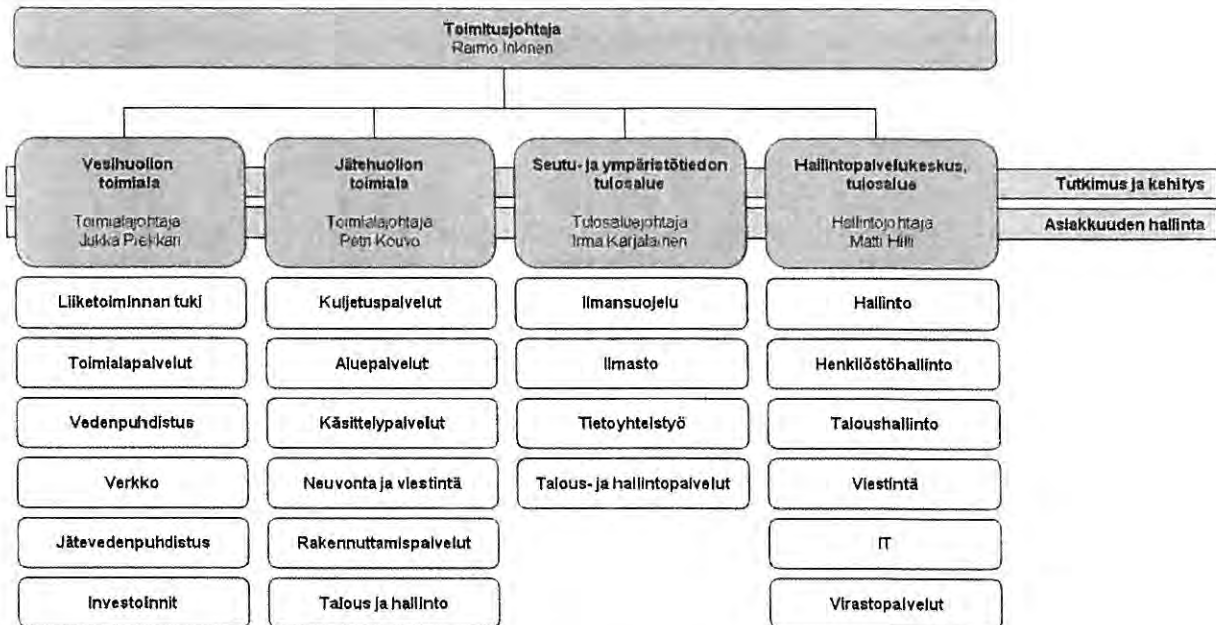 Toimitusjohtaja
Raimo Inkinen
Vesihuollon
toimiala
Toimialajohtaja
Jukka Piekkari
Jätehuollon
toimiala
Toimialajohtaja
Petri Kouvo
Seutu- ja ympäristötiedon
tulosalue
Tulosaluejohtaja
Irma Karjalainen
Hallintopalvelukeskus,
tulosalue
Hallintojohtaja
Matti Hilli
Tutkimus ja kehitys
Asiakkuuden hallinta
Liiketoiminnan tuki
Toimialapalvelut
Vedenpuhdistus
Verkko
Jätevedenpuhdistus
Investoinnit
Kuljetuspalvelut
Aluepalvelut
Käsittelypalvelut
Neuvonta ja viestintä
Rakennuttamispalvelut
Talous ja hallinto
Ilmansuojelu
Ilmasto
Tietoyhteistyö
Talous- ja hallintopalvelut
Hallinto
Henkilöstöhallinto
Taloushallinto
Viestintä
IT
Virastopalvelut